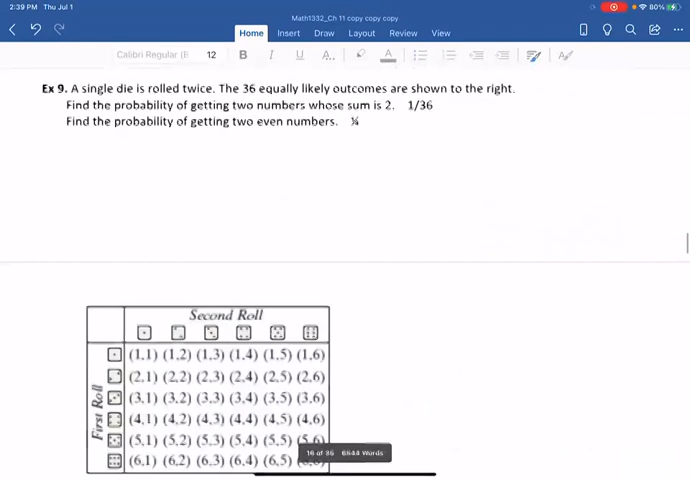 2:39 PM Thu Jul 1
80%
Math1332_Ch 11 copy copy copy
Home Insert Draw Layout Review View
Calibri Regular (E 12 B I U A... A
Ex 9. A single die is rolled twice. The 36 equally likely outcomes are shown to the right.
Find the probability of getting two numbers whose sum is 2. 1/36
Find the probability of getting two even numbers. ¼
Second Roll
First Roll
(1,1) (1,2) (1,3) (1,4) (1,5) (1,6)
(2,1) (2,2) (2,3) (2,4) (2,5) (2,6)
(3,1) (3,2) (3,3) (3,4) (3,5) (3,6)
(4,1) (4,2) (4,3) (4,4) (4,5) (4,6)
(5,1) (5,2) (5,3) (5,4) (5,5) (5,6)
(6,1) (6,2) (6,3) (6,4) (6,5)
16 of 36 6844 Words